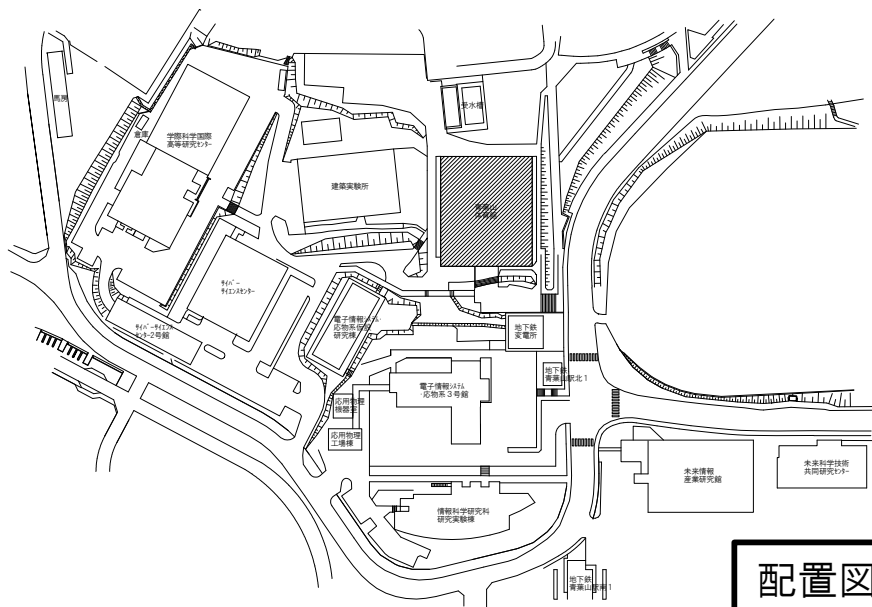 馬房
倉庫
学際科学国際
高等研究センター
受水槽
建築実験所
青葉山
体育館
サイバー
サイエンスセンター
サイバーサイエンス
センター2号館
電子情報システム・
応物系仮設
研究棟
地下鉄
変電所
地下鉄
青葉山駅北1
電子情報システム
・応物系3号館
応用物理
機器室
応用物理
工場棟
未来情報
産業研究館
未来科学技術
共同研究センター
情報科学研究科
研究実験棟
地下鉄
青葉山駅南1
配置図